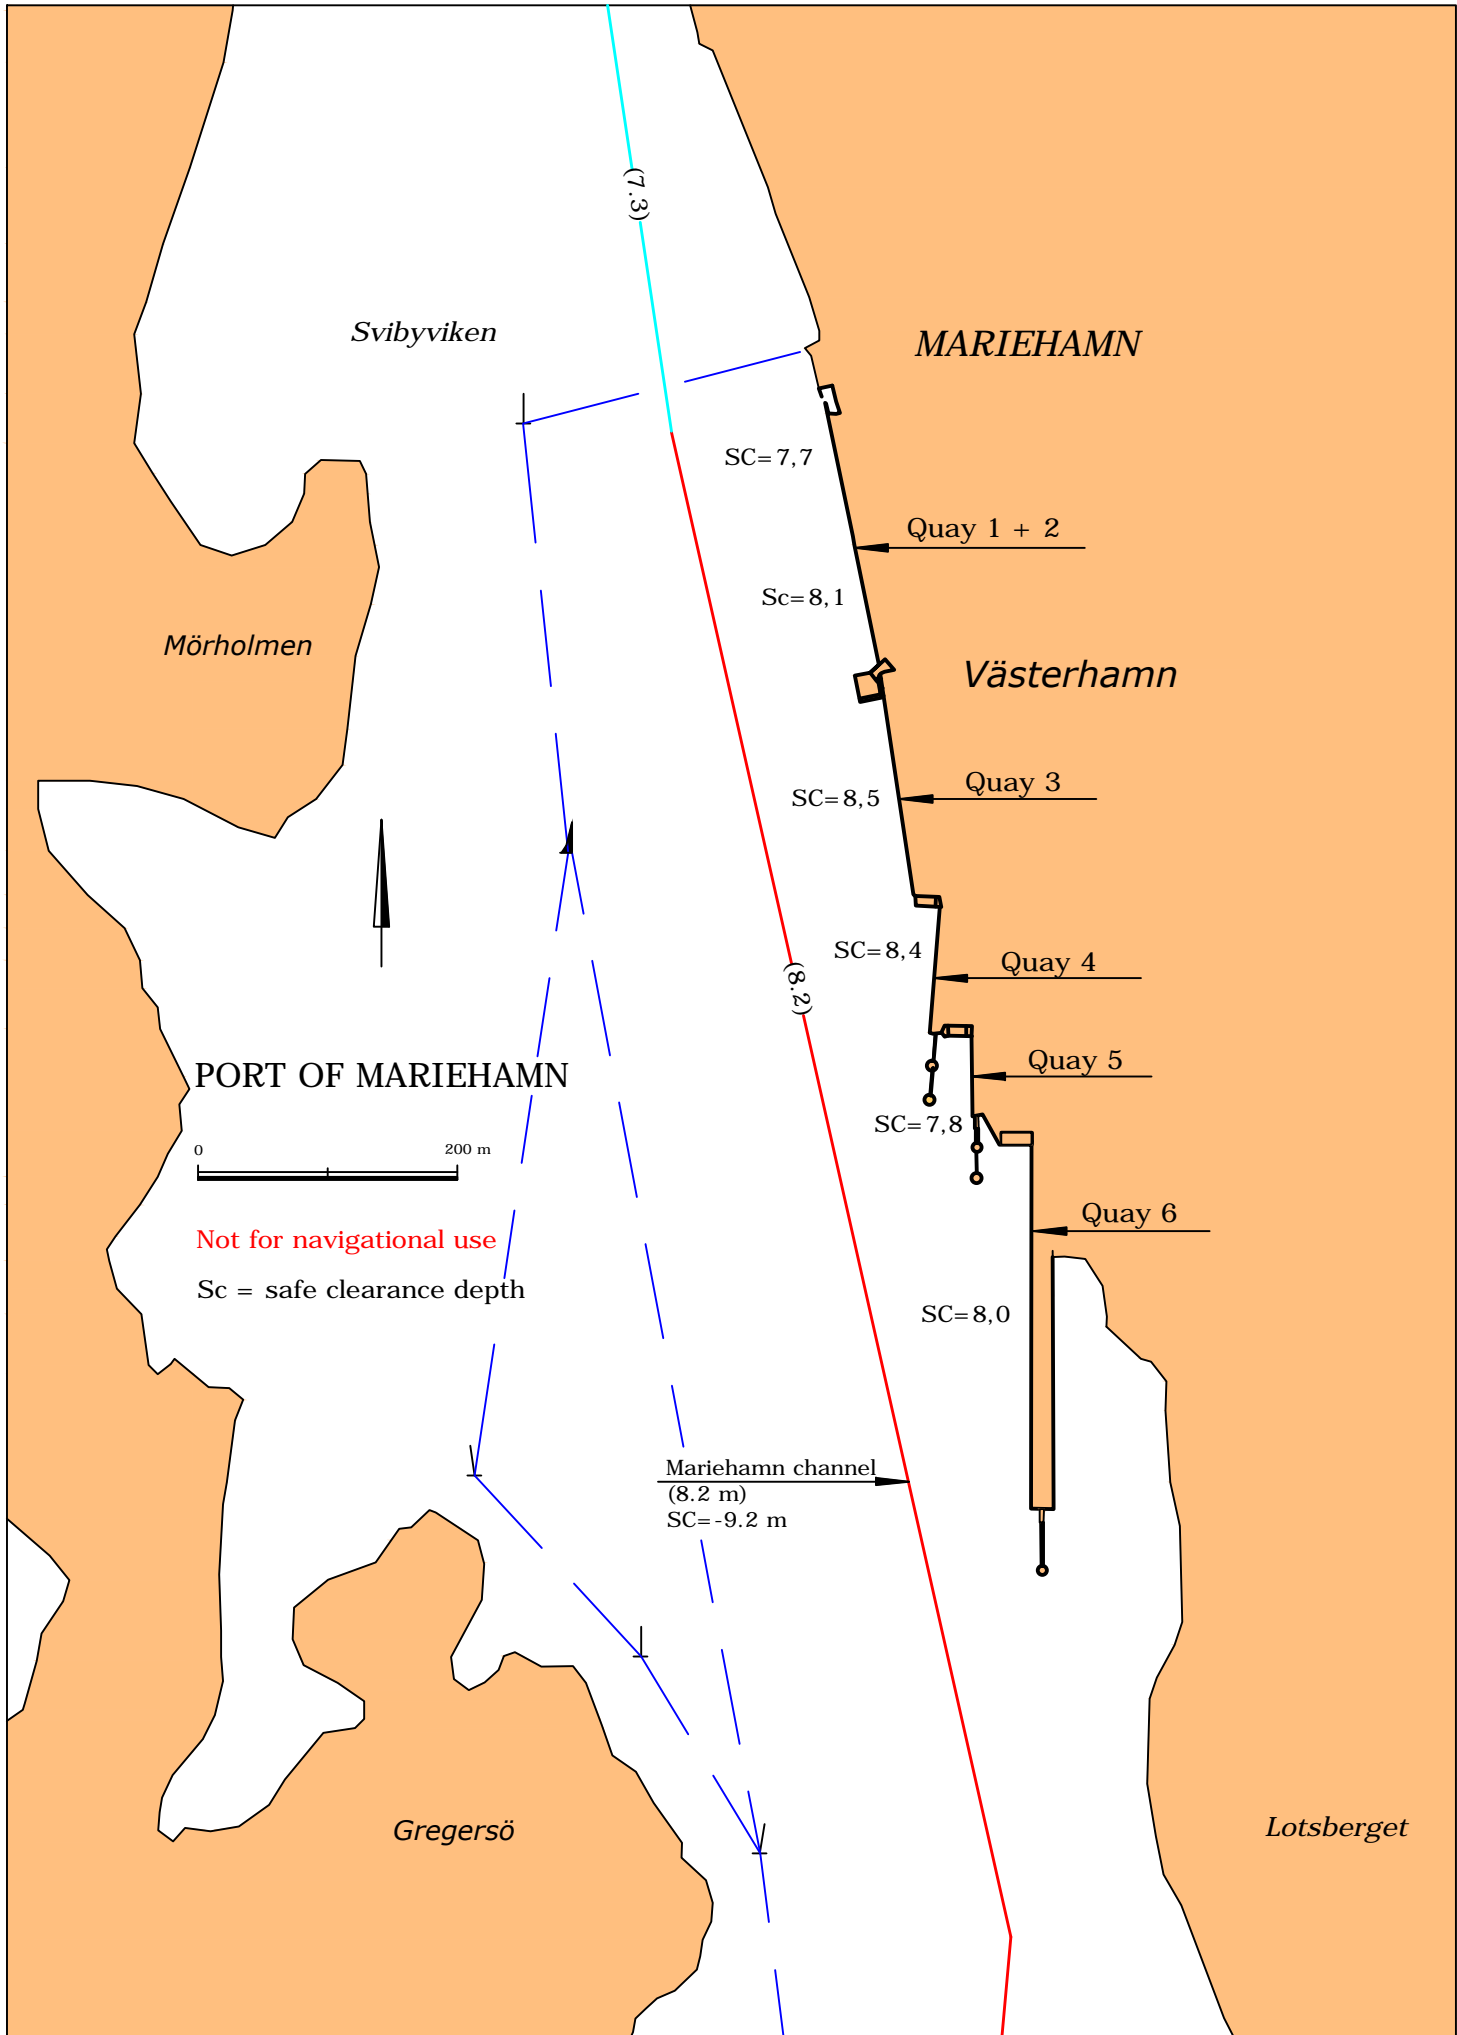 (7.3)
Svibyviken
MARIEHAMN
SC=7,7
Quay 1 + 2
Sc=8,1
Mörholmen
Västerhamn
Quay 3
SC=8,5
SC=8,4
Quay 4
(8.2)
PORT OF MARIEHAMN
Quay 5
SC=7,8
0 200 m
Quay 6
Not for navigational use
Sc = safe clearance depth
SC=8,0
Mariehamn channel
(8.2 m)
SC=-9.2 m
Gregersö
Lotsberget